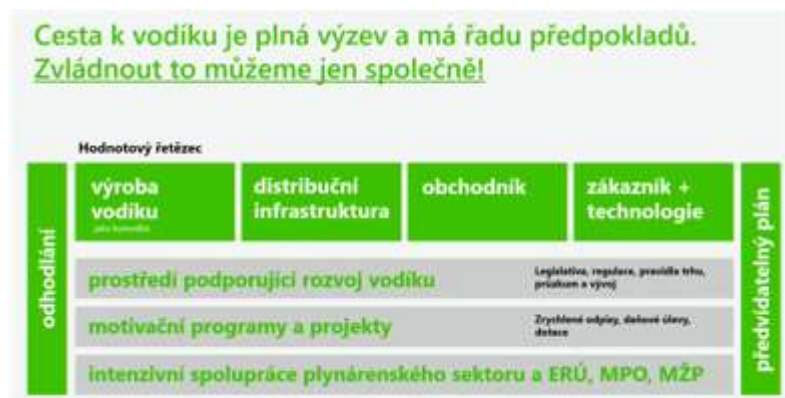 Cesta k vodíku je plná výzev a má řadu předpokladů.
Zvládnout to můžeme jen společně!
Hodnotový řetězec
odhodlání
výroba
vodíku
jako komodita
distribuční
infrastruktura
obchodník
zákazník +
technologie
předvídatelný plán
prostředí podporující rozvoj vodíku
Legislativa, regulace, pravidla trhu,
průzkum a vývoj
motivační programy a projekty
Zrychlené odpisy, daňové úlevy,
dotace
intenzivní spolupráce plynárenského sektoru a ERÚ, MPO, MŽP